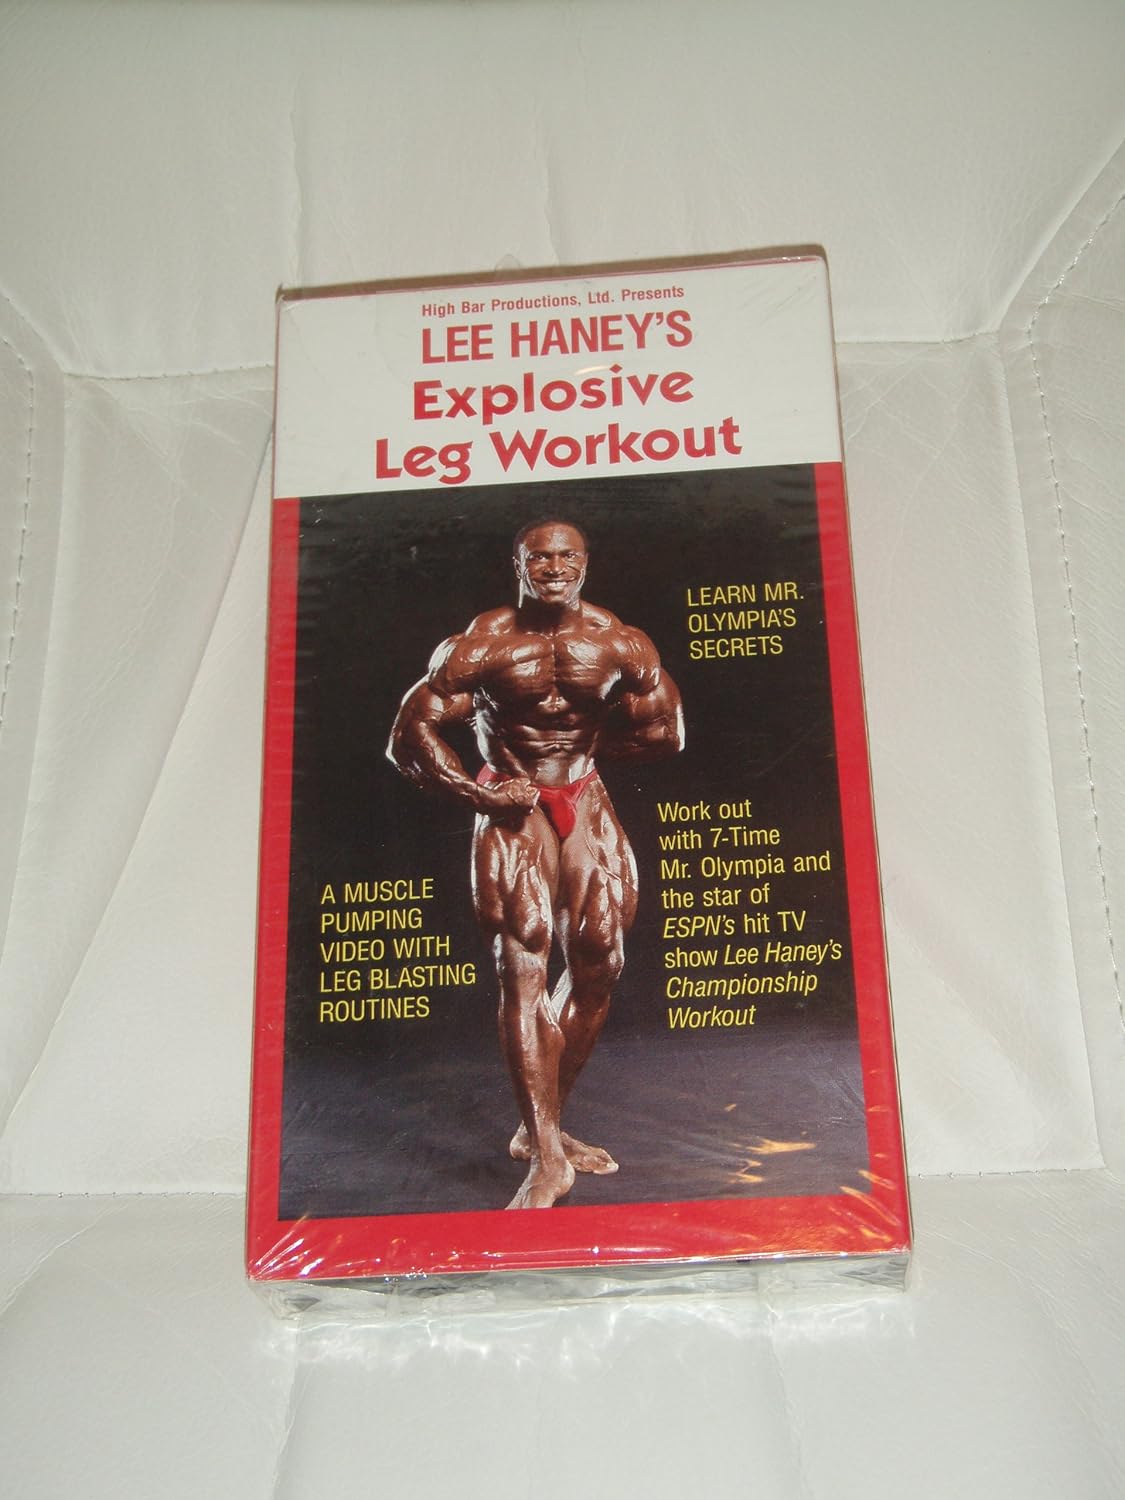 High Bar Productions, Ltd. Presents
LEE HANEY'S
Explosive
Leg Workout
LEARN MR.
OLYMPIA'S
SECRETS
Work out
with 7-Time
Mr. Olympia and
the star of
ESPN's hit TV
show Lee Haney's
Championship
Workout
A MUSCLE
PUMPING
VIDEO WITH
LEG BLASTING
ROUTINES